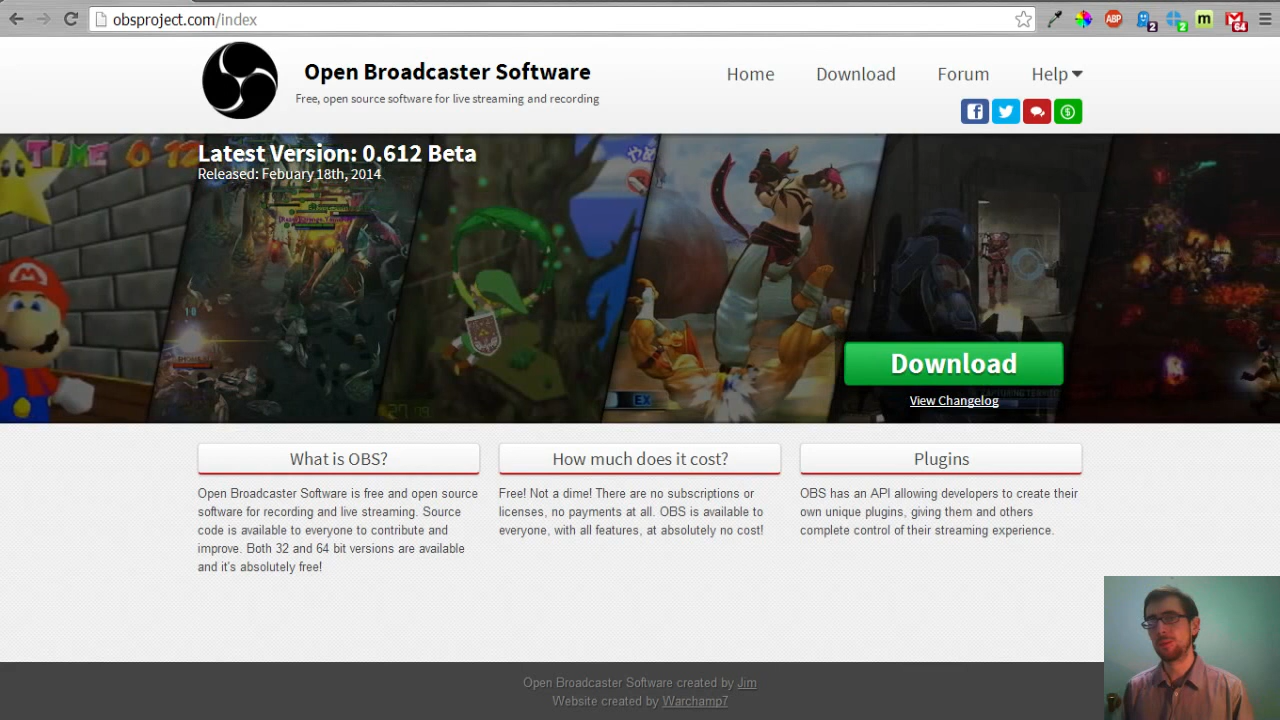 obsproject.com/index
ABP
2
2
m
64
Open Broadcaster Software
Free, open source software for live streaming and recording
Home
Download
Forum
Help
Latest Version: 0.612 Beta
Released: Febuary 18th, 2014
TIME 0
EX
Download
View Changelog
What is OBS?
Open Broadcaster Software is free and open source
software for recording and live streaming. Source
code is available to everyone to contribute and
improve. Both 32 and 64 bit versions are available
and it's absolutely free!
How much does it cost?
Free! Not a dime! There are no subscriptions or
licenses, no payments at all. OBS is available to
everyone, with all features, at absolutely no cost!
Plugins
OBS has an API allowing developers to create their
own unique plugins, giving them and others
complete control of their streaming experience.
Open Broadcaster Software created by Jim
Website created by Warchamp7